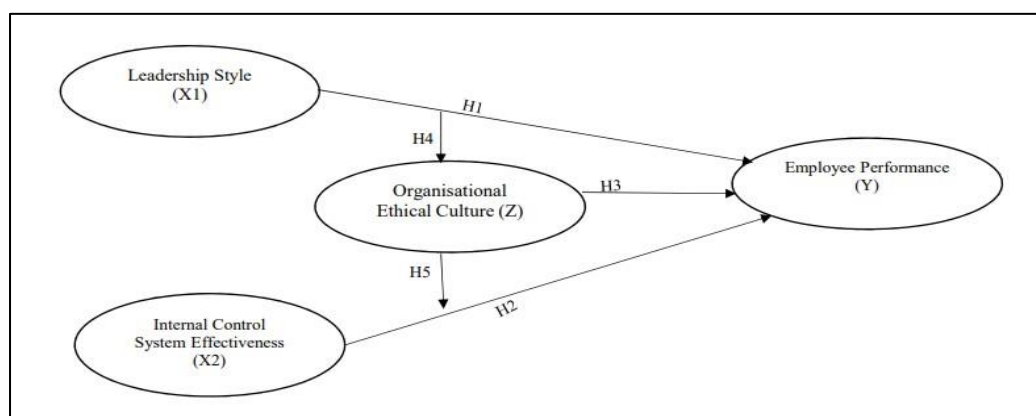 Leadership Style
(X1)
H1
H4
Organisational
Ethical Culture (Z)
H3
Employee Performance
(Y)
H5
H2
Internal Control
System Effectiveness
(X2)